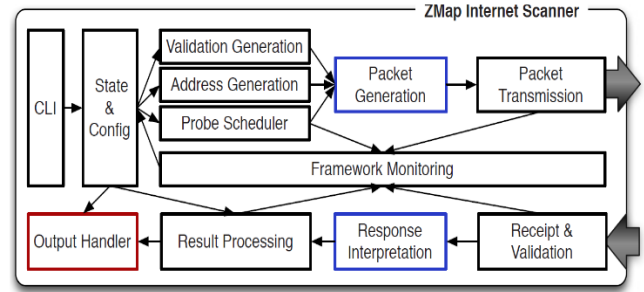 ZMap Internet Scanner
Validation Generation
CLI
State
&
Config
Address Generation
Packet
Generation
Packet
Transmission
Probe Scheduler
Framework Monitoring
Output Handler
Result Processing
Response
Interpretation
Receipt &
Validation